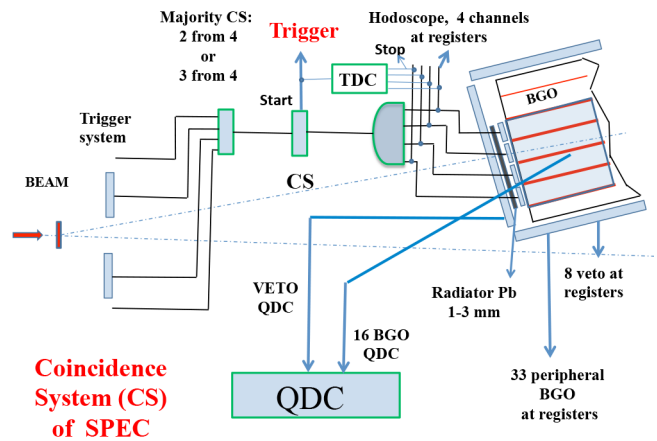 Majority CS:
2 from 4
or
3 from 4
Trigger
Hodoscope, 4 channels
at registers
Stop
TDC
Start
BGO
Trigger
system
CS
BEAM
VETO
QDC
16 BGO
QDC
Radiator Pb
1-3 mm
8 veto at
registers
33 peripheral
BGO
at registers
QDC
Coincidence
System (CS)
of SPEC